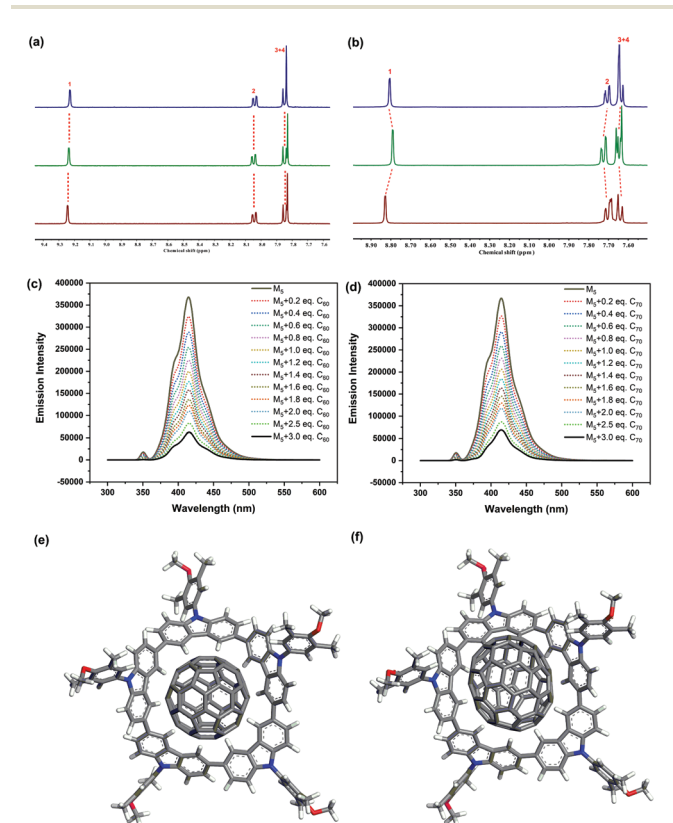 (a)
1
2
3+4
9.4 9.3 9.2 9.1 9.0 8.9 8.8 8.7 8.6 8.5 8.4 8.3 8.2 8.1 8.0 7.9 7.8 7.7 7.6
Chemical shift (ppm)
(b)
1
2
3+4
8.90 8.80 8.70 8.60 8.50 8.40 8.30 8.20 8.10 8.00 7.90 7.80 7.70 7.60
Chemical shift (ppm)
(c)
Emission Intensity
400000
350000
300000
250000
200000
150000
100000
50000
0
-50000
300 350 400 450 500 550 600
Wavelength (nm)
M5
M5+0.2 eq. C60
M5+0.4 eq. C60
M5+0.6 eq. C60
M5+0.8 eq. C60
M5+1.0 eq. C60
M5+1.2 eq. C60
M5+1.4 eq. C60
M5+1.6 eq. C60
M5+1.8 eq. C60
M5+2.0 eq. C60
M5+2.5 eq. C60
M5+3.0 eq. C60
(d)
Emission Intensity
400000
350000
300000
250000
200000
150000
100000
50000
0
-50000
300 350 400 450 500 550 600
Wavelength (nm)
M5
M5+0.2 eq. C70
M5+0.4 eq. C70
M5+0.6 eq. C70
M5+0.8 eq. C70
M5+1.0 eq. C70
M5+1.2 eq. C70
M5+1.4 eq. C70
M5+1.6 eq. C70
M5+1.8 eq. C70
M5+2.0 eq. C70
M5+2.5 eq. C70
M5+3.0 eq. C70
(e)
(f)